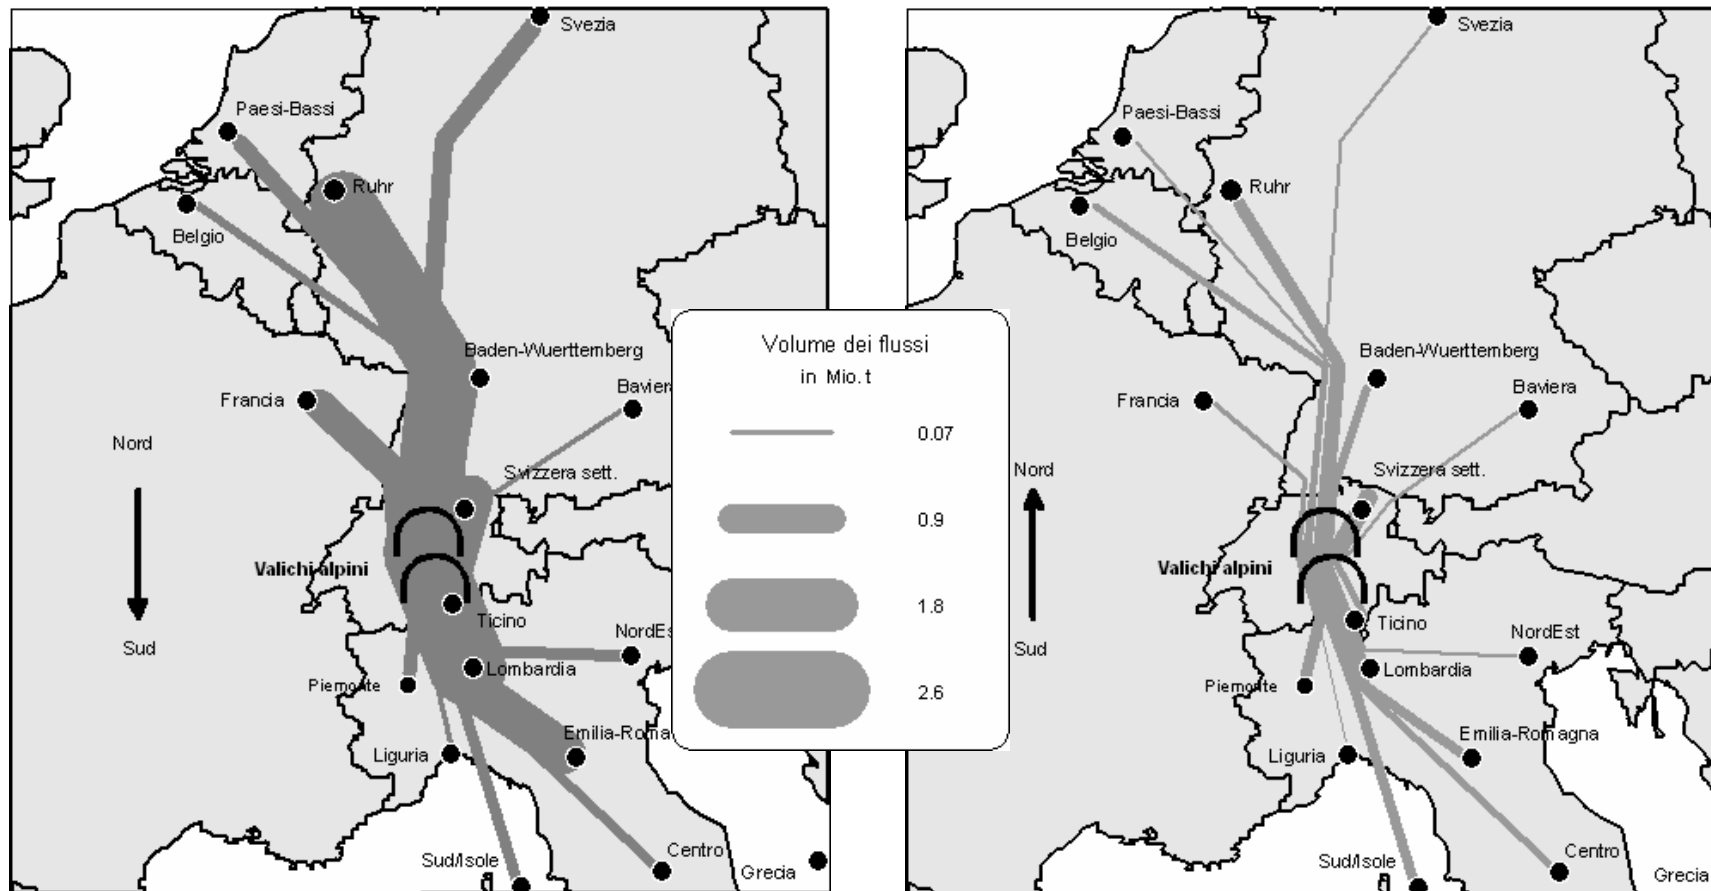 Svezia
Paesi-Bassi
Ruhr
Belgio
Baden-Wuerttemberg
Baviera
Francia
Nord
Svizzera sett.
Valichi alpini
Ticino
Sud
NordEs
Lombardia
Piemonte
Emilia-Roma
Liguria
Centro
Sud/Isole
Grecia
Volume dei flussi
in Mio.t
0.07
0.9
1.8
2.6
Svezia
Paesi-Bassi
Ruhr
Belgio
Baden-Wuerttemberg
Baviera
Francia
Nord
Svizzera sett.
Valichi alpini
Ticino
Sud
NordEst
Lombardia
Piemonte
Emilia-Romagna
Liguria
Centro
Sud/Isole
Grecia